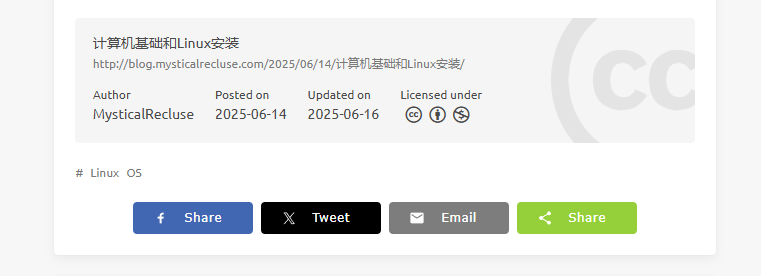 计算机基础和Linux安装
http://blog.mysticalrecluse.com/2025/06/14/计算机基础和Linux安装/
Author Posted on Updated on Licensed under
MysticalRecluse 2025-06-14 2025-06-16
# Linux OS
Share Tweet Email Share